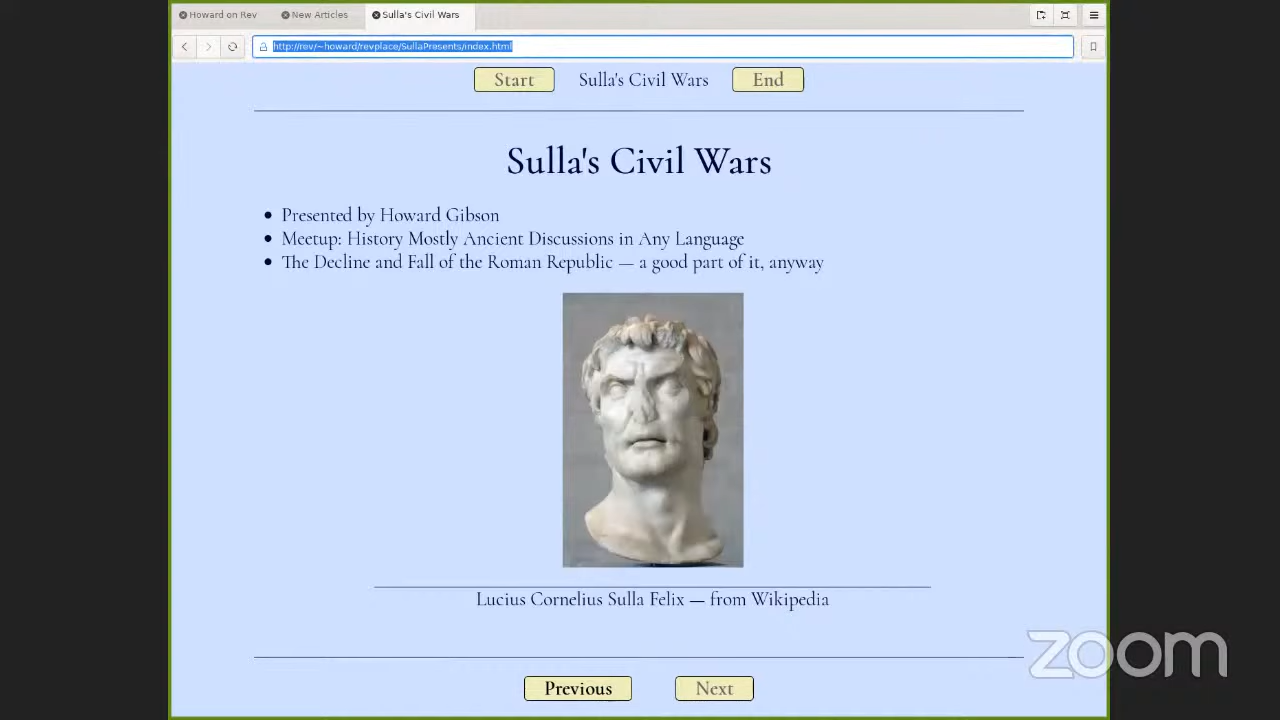 Howard on Rev
New Articles
Sulla's Civil Wars
http://rev/~howard/revplace/SullaPresents/index.html
Start
Sulla's Civil Wars
End
Sulla's Civil Wars
Presented by Howard Gibson
Meetup: History Mostly Ancient Discussions in Any Language
The Decline and Fall of the Roman Republic — a good part of it, anyway
Lucius Cornelius Sulla Felix — from Wikipedia
zoom
Previous
Next